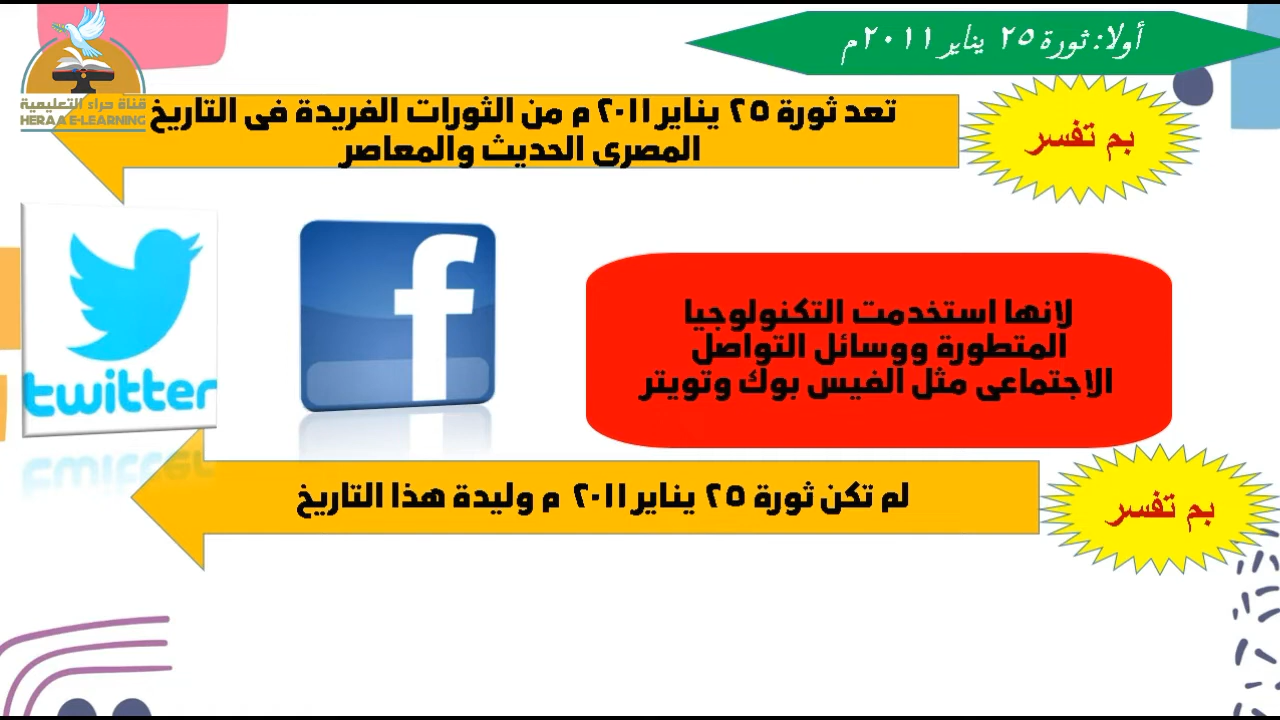 أولا: ثورة ٢٥ يناير ٢٠١١م
قناة حراء التعليمية
HERAA E-LEARNING
بم تفسر
تعد ثورة ٢٥ يناير ٢٠١١ م من الثورات الفريدة فى التاريخ
المصرى الحديث والمعاصر
لانها استخدمت التكنولوجيا
المتطورة ووسائل التواصل
الاجتماعى مثل الفيس بوك وتويتر
f
twitter
بم تفسر
لم تكن ثورة ٢٥ يناير ٢٠١١ م وليدة هذا التاريخ